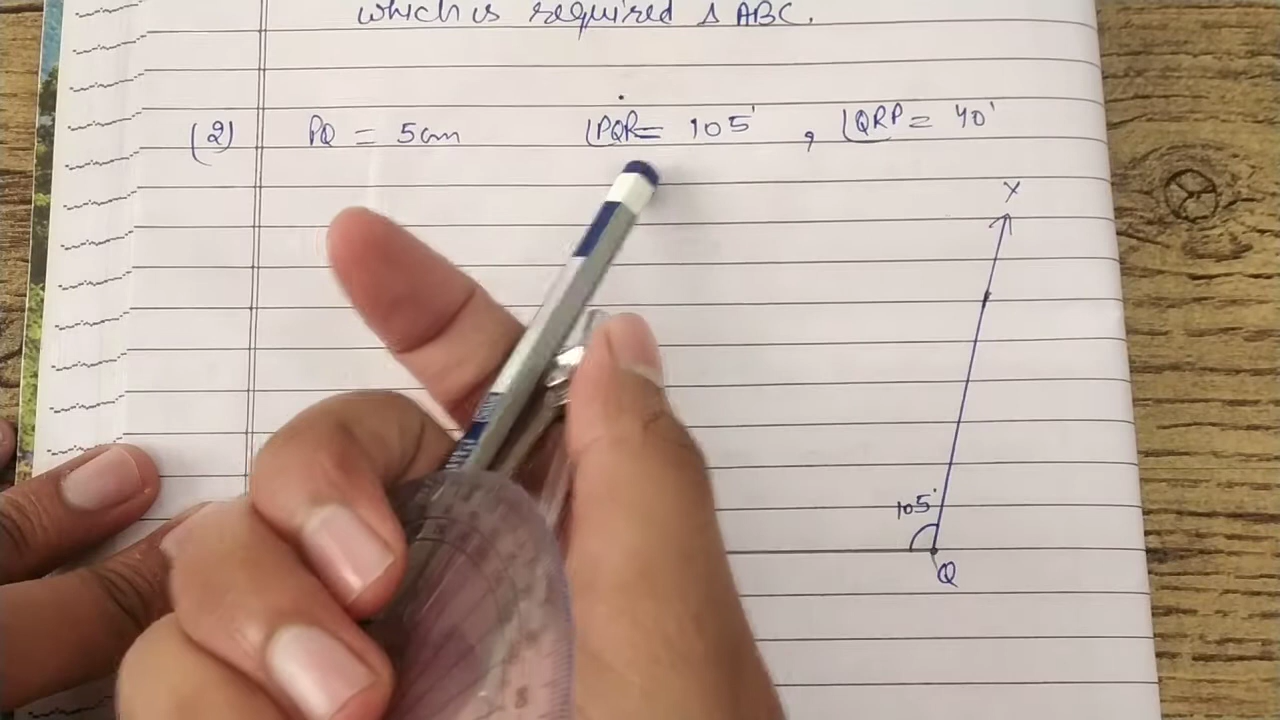 which is required △ ABC.
(2) PQ = 5cm ∠PQR= 105° , ∠QRP = 40°
X
105°
Q